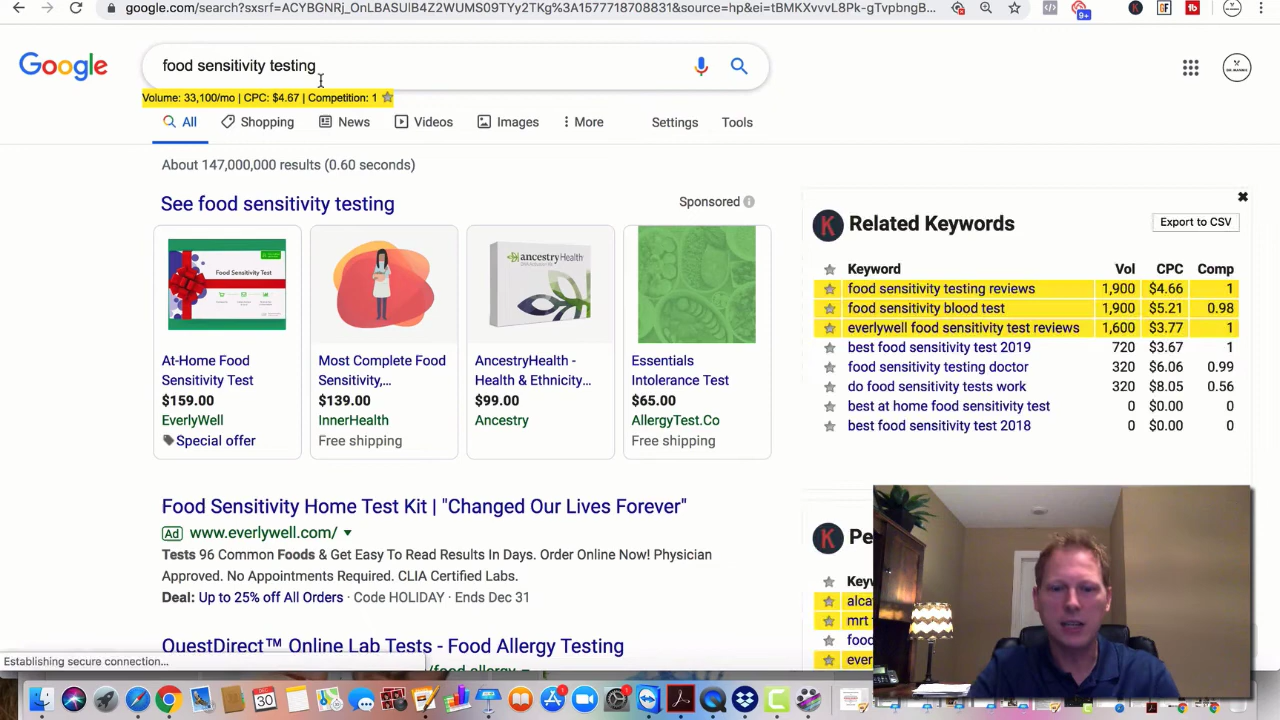 google.com/search?sxsrf=ACYBGNRj_OnLBASUIB4Z2WUMS09TYy2TKg%3A1577718708831&source=hp&ei=tBMKXvvvL8Pk-gTvpbngB...
9+
GF
Google
food sensitivity testing
Volume: 33,100/mo | CPC: $4.67 | Competition: 1
All
Shopping
News
Videos
Images
More
Settings
Tools
About 147,000,000 results (0.60 seconds)
See food sensitivity testing
Sponsored
Food Sensitivity Test
ancestryHealth
At-Home Food
Sensitivity Test
$159.00
EverlyWell
Special offer
Most Complete Food
Sensitivity,...
$139.00
InnerHealth
Free shipping
AncestryHealth -
Health & Ethnicity...
$99.00
Ancestry
Essentials
Intolerance Test
$65.00
AllergyTest.Co
Free shipping
Food Sensitivity Home Test Kit | "Changed Our Lives Forever"
Ad www.everlywell.com/
Tests 96 Common Foods & Get Easy To Read Results In Days. Order Online Now! Physician
Approved. No Appointments Required. CLIA Certified Labs.
Deal: Up to 25% off All Orders · Code HOLIDAY · Ends Dec 31
QuestDirect™ Online Lab Tests - Food Allergy Testing
Establishing secure connection...
K Related Keywords
Export to CSV
Keyword Vol CPC Comp
food sensitivity testing reviews 1,900 $4.66 1
food sensitivity blood test 1,900 $5.21 0.98
everlywell food sensitivity test reviews 1,600 $3.77 1
best food sensitivity test 2019 720 $3.67 1
food sensitivity testing doctor 320 $6.06 0.99
do food sensitivity tests work 320 $8.05 0.56
best at home food sensitivity test 0 $0.00 0
best food sensitivity test 2018 0 $0.00 0
K Pe
Keyw
alca
mrt
food
ever
30